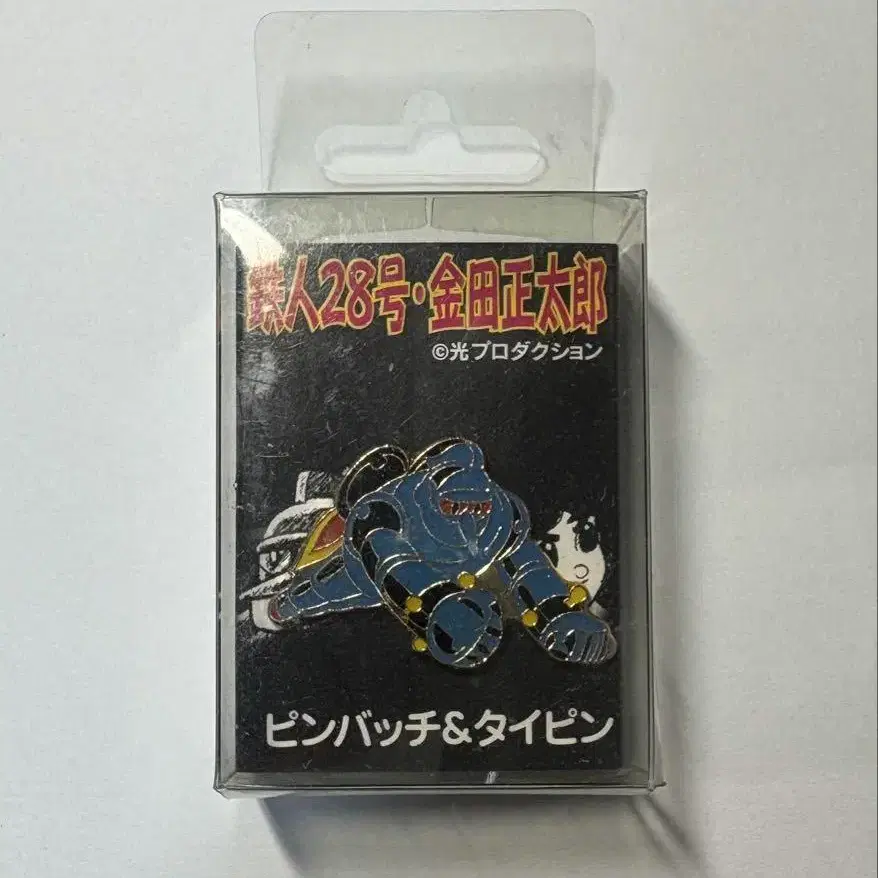 鉄人28号・金田正太郎
©光プロダクション
ピンバッチ&タイピン